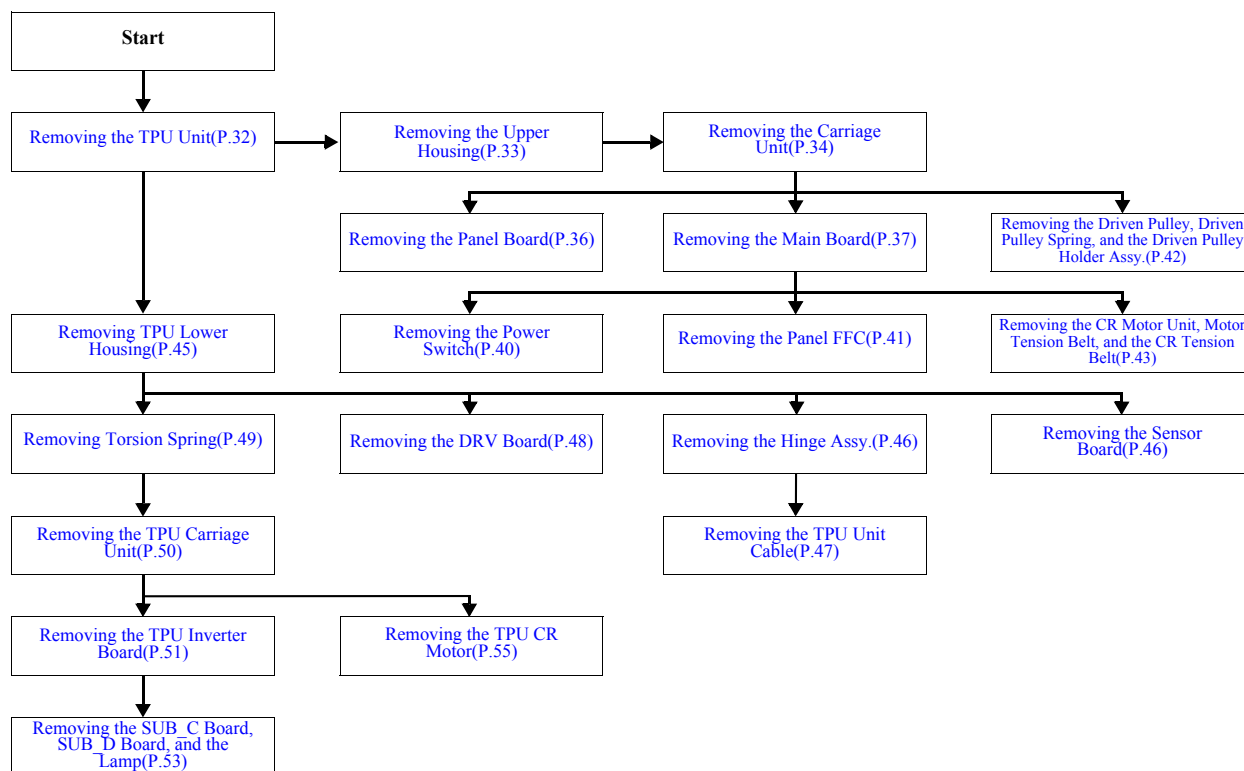 Start
Removing the TPU Unit(P.32)
Removing the Upper
Housing(P.33)
Removing the Carriage
Unit(P.34)
Removing the Panel Board(P.36)
Removing the Main Board(P.37)
Removing the Driven Pulley, Driven
Pulley Spring, and the Driven Pulley
Holder Assy.(P.42)
Removing TPU Lower
Housing(P.45)
Removing the Power
Switch(P.40)
Removing the Panel FFC(P.41)
Removing the CR Motor Unit, Motor
Tension Belt, and the CR Tension
Belt(P.43)
Removing Torsion Spring(P.49)
Removing the DRV Board(P.48)
Removing the Hinge Assy.(P.46)
Removing the Sensor
Board(P.46)
Removing the TPU Carriage
Unit(P.50)
Removing the TPU Unit
Cable(P.47)
Removing the TPU Inverter
Board(P.51)
Removing the TPU CR
Motor(P.55)
Removing the SUB_C Board,
SUB_D Board, and the
Lamp(P.53)